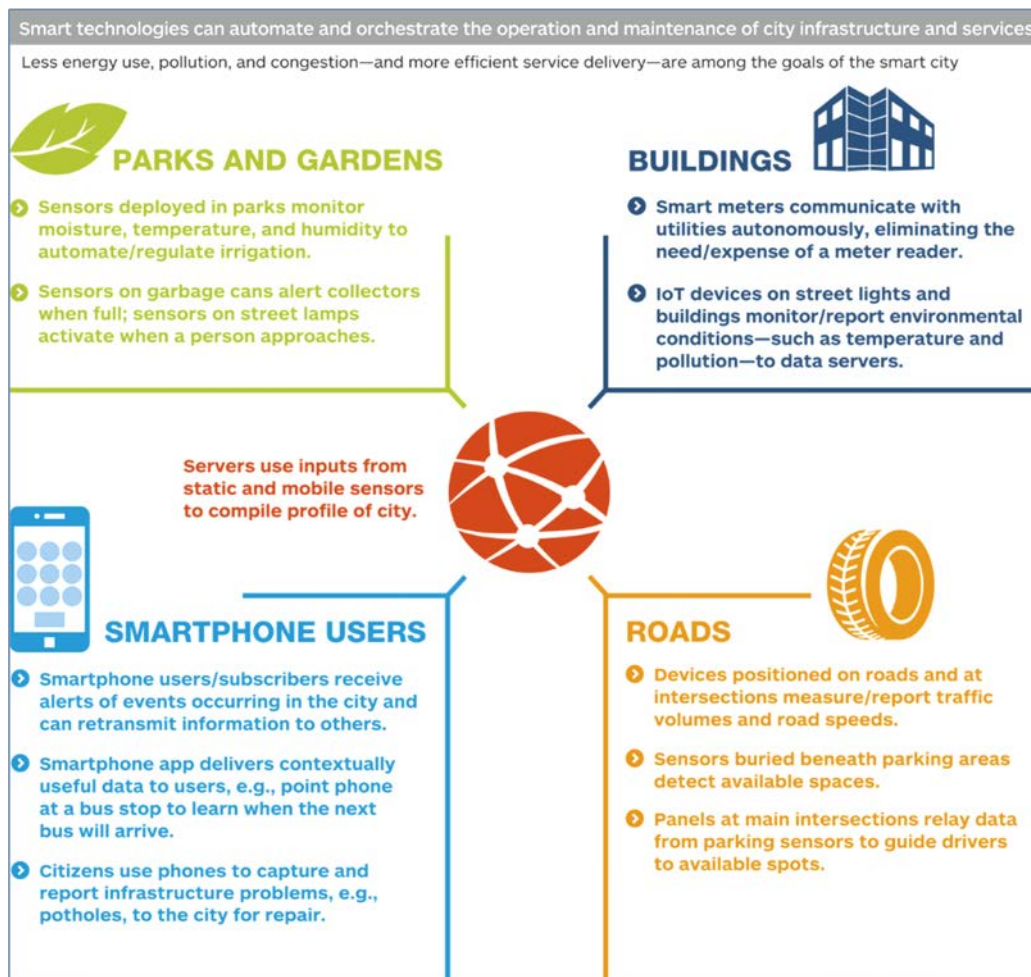 Smart technologies can automate and orchestrate the operation and maintenance of city infrastructure and services
Less energy use, pollution, and congestion—and more efficient service delivery—are among the goals of the smart city
PARKS AND GARDENS
Sensors deployed in parks monitor
moisture, temperature, and humidity to
automate/regulate irrigation.
Sensors on garbage cans alert collectors
when full; sensors on street lamps
activate when a person approaches.
BUILDINGS
Smart meters communicate with
utilities autonomously, eliminating the
need/expense of a meter reader.
IoT devices on street lights and
buildings monitor/report environmental
conditions—such as temperature and
pollution—to data servers.
Servers use inputs from
static and mobile sensors
to compile profile of city.
SMARTPHONE USERS
Smartphone users/subscribers receive
alerts of events occurring in the city and
can retransmit information to others.
Smartphone app delivers contextually
useful data to users, e.g., point phone
at a bus stop to learn when the next
bus will arrive.
Citizens use phones to capture and
report infrastructure problems, e.g.,
potholes, to the city for repair.
ROADS
Devices positioned on roads and at
intersections measure/report traffic
volumes and road speeds.
Sensors buried beneath parking areas
detect available spaces.
Panels at main intersections relay data
from parking sensors to guide drivers
to available spots.